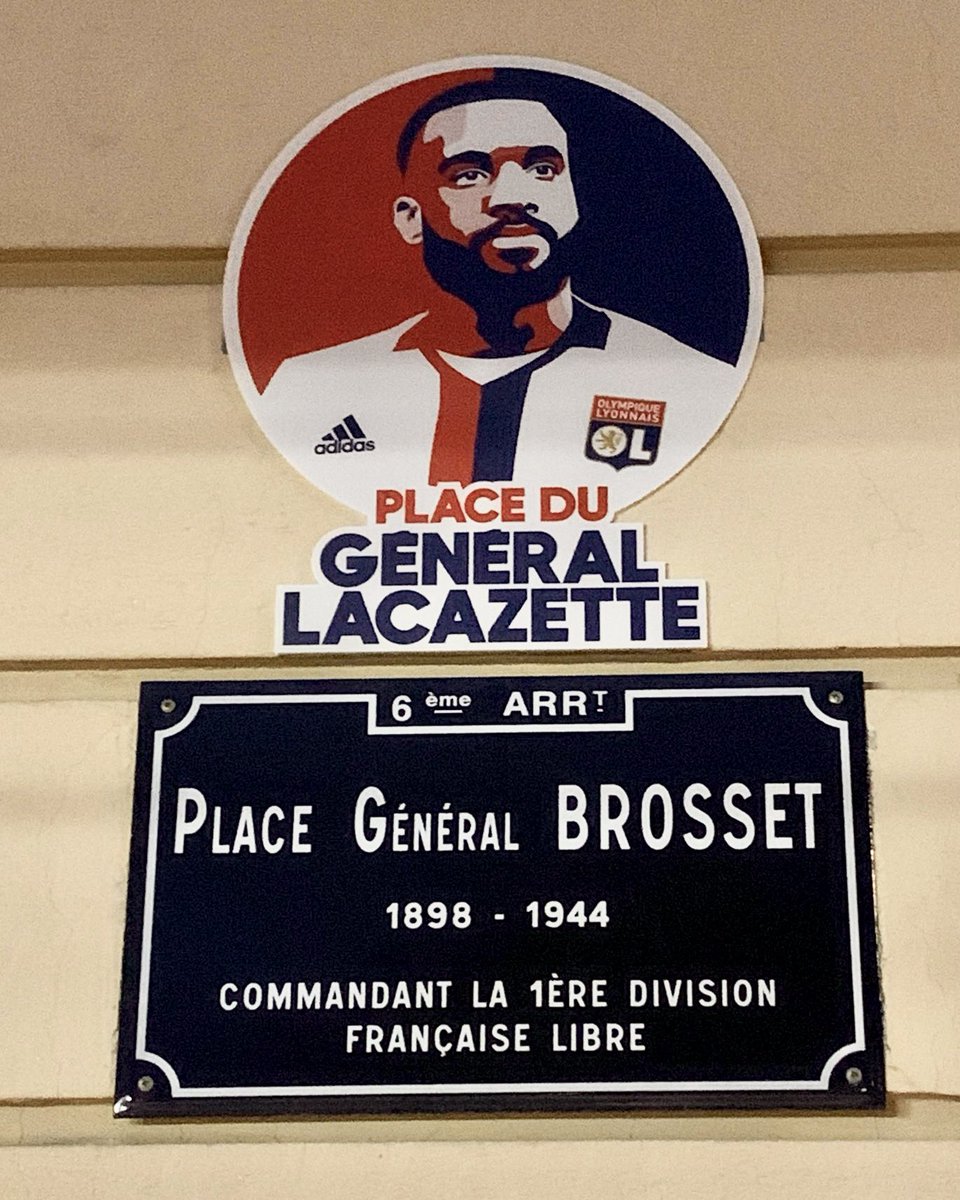 adidas
OLYMPIQUE
LYONNAIS
OL
PLACE DU
GÉNÉRAL
LACAZETTE
6 ème ARRT
PLACE GÉNÉRAL BROSSET
1898 - 1944
COMMANDANT LA 1ÈRE DIVISION
FRANÇAISE LIBRE